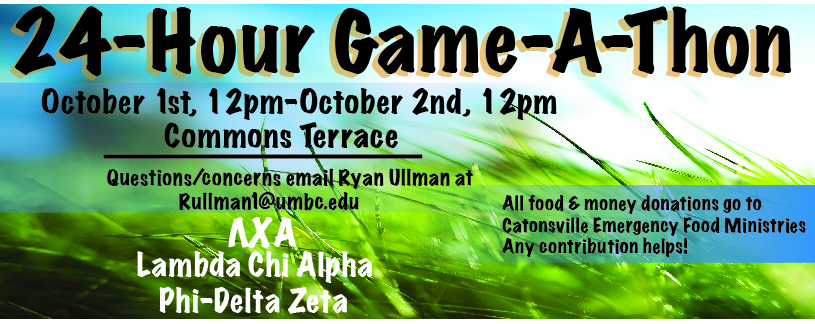 24-Hour Game-A-Thon
October 1st, 12pm-October 2nd, 12pm
Commons Terrace
Questions/concerns email Ryan Ullman at
Rullman1@umbc.edu
All food & money donations go to
Catonsville Emergency Food Ministries
Any contribution helps!
ΛΧΑ
Lambda Chi Alpha
Phi-Delta Zeta